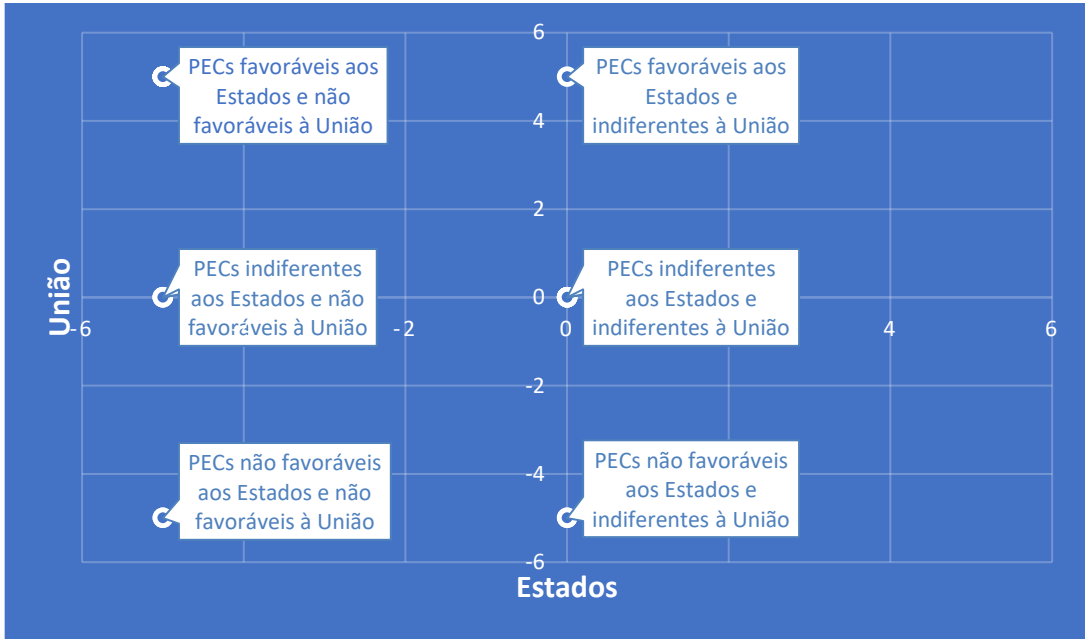 6
PECs favoráveis aos
Estados e não
favoráveis à União
PECs favoráveis aos
Estados e
indiferentes à União
4
2
União
PECs indiferentes
aos Estados e não
favoráveis à União
PECs indiferentes
aos Estados e
indiferentes à União
0
-6
-2
0
4
6
-2
PECs não favoráveis
aos Estados e não
favoráveis à União
PECs não favoráveis
aos Estados e
indiferentes à União
-4
-6
Estados